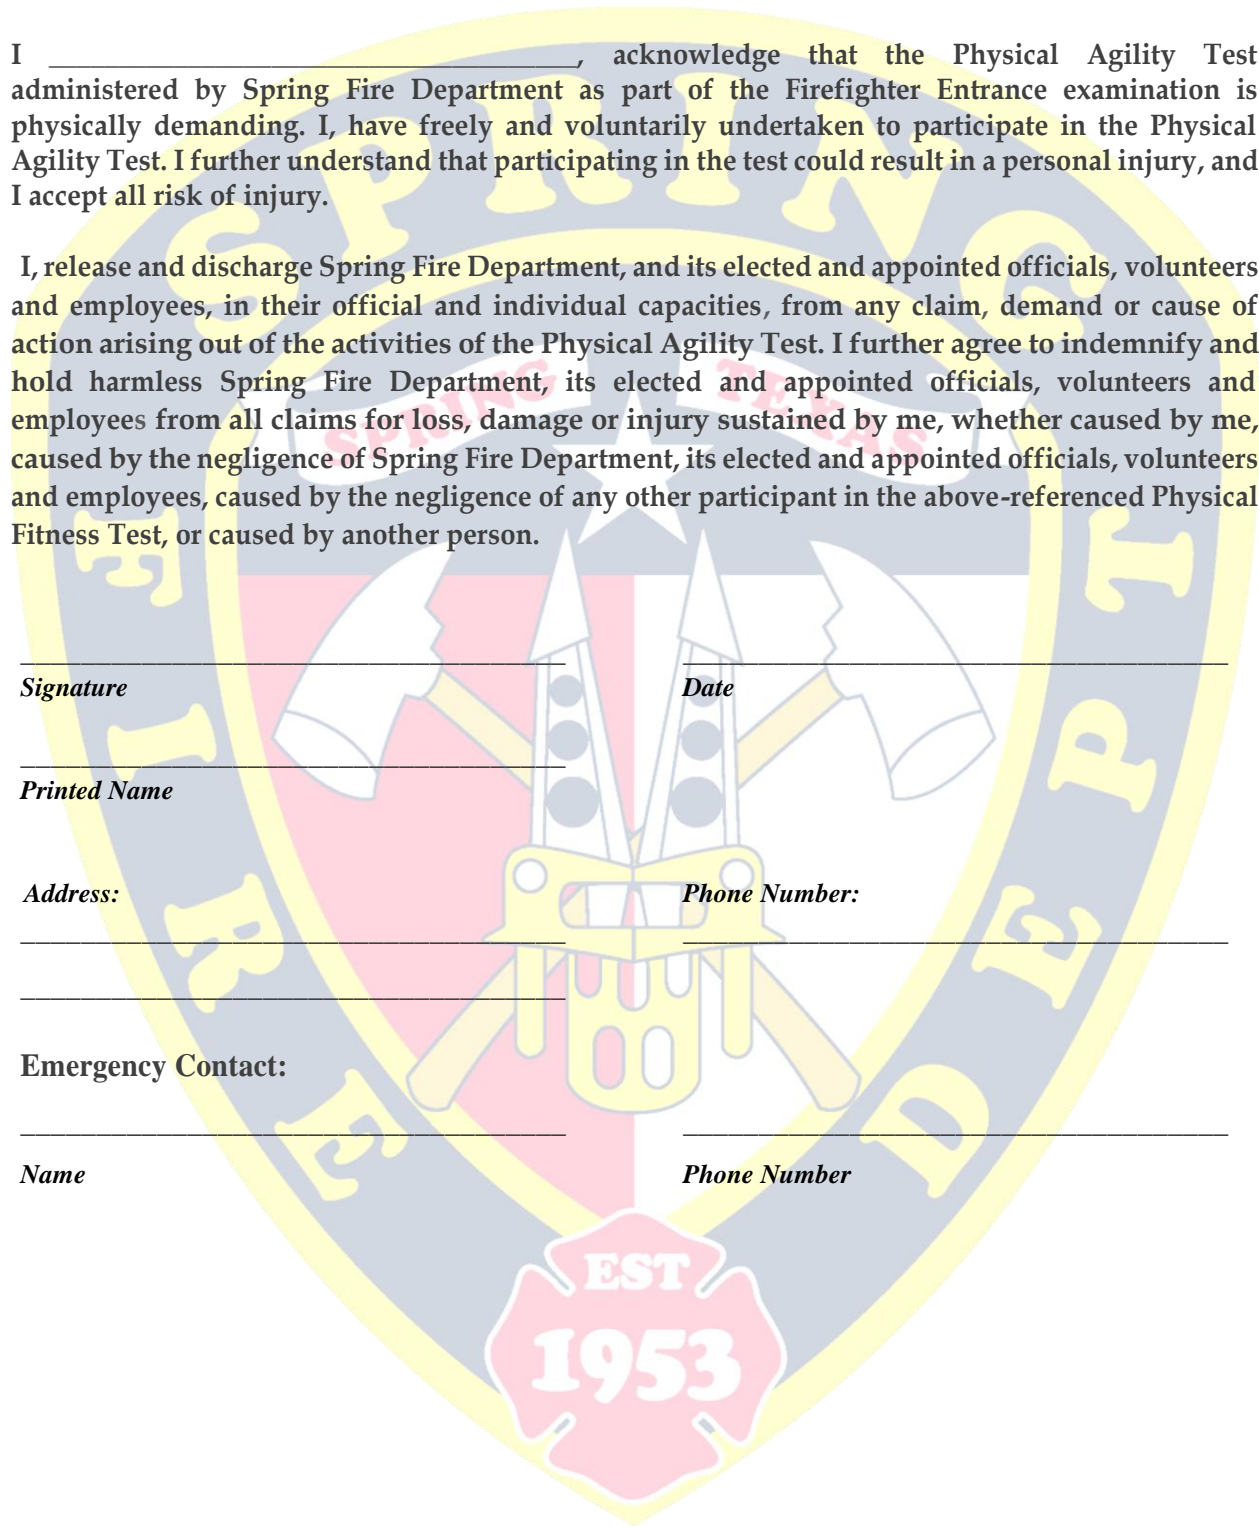 I ______________________________________, acknowledge that the Physical Agility Test
administered by Spring Fire Department as part of the Firefighter Entrance examination is
physically demanding. I, have freely and voluntarily undertaken to participate in the Physical
Agility Test. I further understand that participating in the test could result in a personal injury, and
I accept all risk of injury.
I, release and discharge Spring Fire Department, and its elected and appointed officials, volunteers
and employees, in their official and individual capacities, from any claim, demand or cause of
action arising out of the activities of the Physical Agility Test. I further agree to indemnify and
hold harmless Spring Fire Department, its elected and appointed officials, volunteers and
employees from all claims for loss, damage or injury sustained by me, whether caused by me,
caused by the negligence of Spring Fire Department, its elected and appointed officials, volunteers
and employees, caused by the negligence of any other participant in the above-referenced Physical
Fitness Test, or caused by another person.
Signature Date
Printed Name
Address: Phone Number:
Emergency Contact:
Name Phone Number
SPRING
FIRE DEPT
SPRING TEXAS
EST
1953